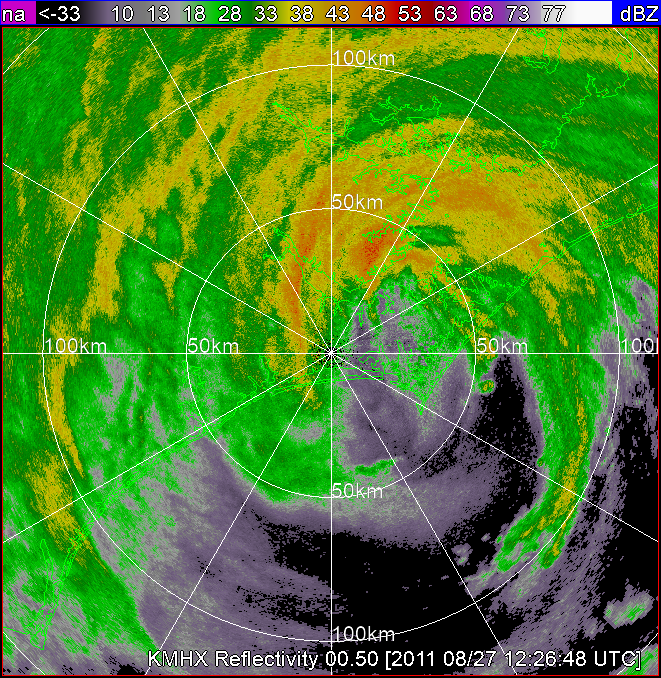 na <-33 10 13 18 28 33 38 43 48 53 63 68 73 77 dBZ
100km
50km
100km 50km 50km 100
50km
100km
KMHX Reflectivity 00.50 [2011 08/27 12:26:48 UTC]